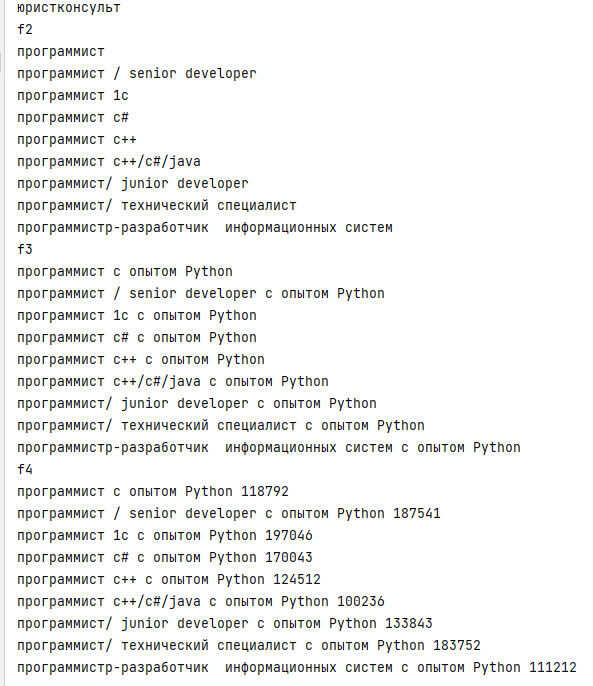 юристконсульт
f2
программист
программист / senior developer
программист 1с
программист c#
программист c++
программист c++/c#/java
программист/ junior developer
программист/ технический специалист
программистр-разработчик  информационных систем
f3
программист с опытом Python
программист / senior developer с опытом Python
программист 1с с опытом Python
программист c# с опытом Python
программист c++ с опытом Python
программист c++/c#/java с опытом Python
программист/ junior developer с опытом Python
программист/ технический специалист с опытом Python
программистр-разработчик  информационных систем с опытом Python
f4
программист с опытом Python 118792
программист / senior developer с опытом Python 187541
программист 1с с опытом Python 197046
программист c# с опытом Python 170043
программист c++ с опытом Python 124512
программист c++/c#/java с опытом Python 100236
программист/ junior developer с опытом Python 133843
программист/ технический специалист с опытом Python 183752
программистр-разработчик  информационных систем с опытом Python 111212